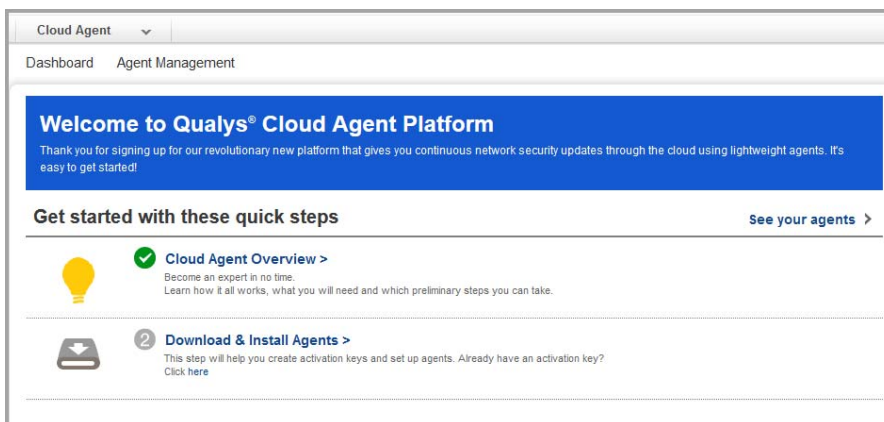 Cloud Agent
Dashboard Agent Management
Welcome to Qualys® Cloud Agent Platform
Thank you for signing up for our revolutionary new platform that gives you continuous network security updates through the cloud using lightweight agents. It's
easy to get started!
Get started with these quick steps
See your agents >
Cloud Agent Overview >
Become an expert in no time.
Learn how it all works, what you will need and which preliminary steps you can take.
2 Download & Install Agents >
This step will help you create activation keys and set up agents. Already have an activation key?
Click here